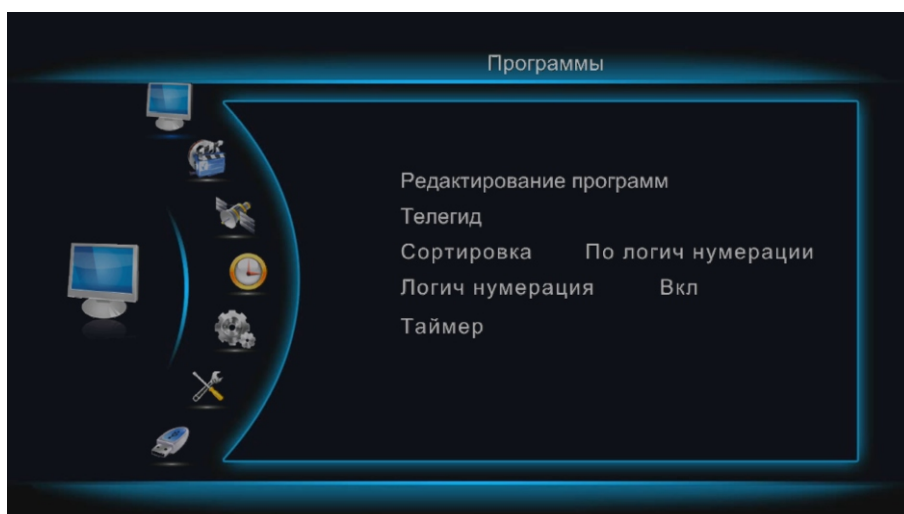 Программы
Редактирование программ
Телегид
Сортировка По логич нумерации
Логич нумерация Вкл
Таймер